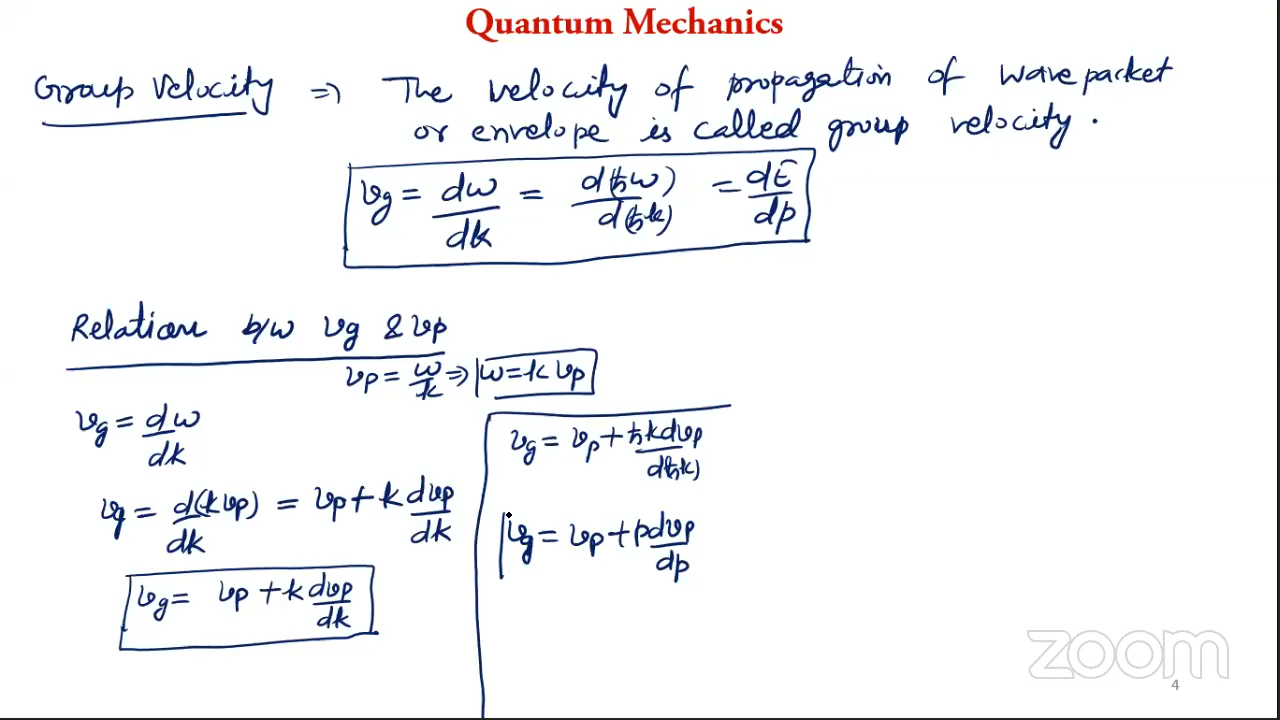 Quantum Mechanics
Group Velocity ⇒ The velocity of propagation of wave packet
or envelope is called group velocity.
vg = dω/dk = d(ħω)/d(ħk) = dE/dp
Relation b/w vg & vp
vp = ω/k ⇒ ω = k vp
vg = dω/dk
vg = d(k vp)/dk = vp + k dvp/dk
vg = vp + k dvp/dk
vg = vp + ħk dvp/d(ħk)
vg = vp + p dvp/dp
zoom
4